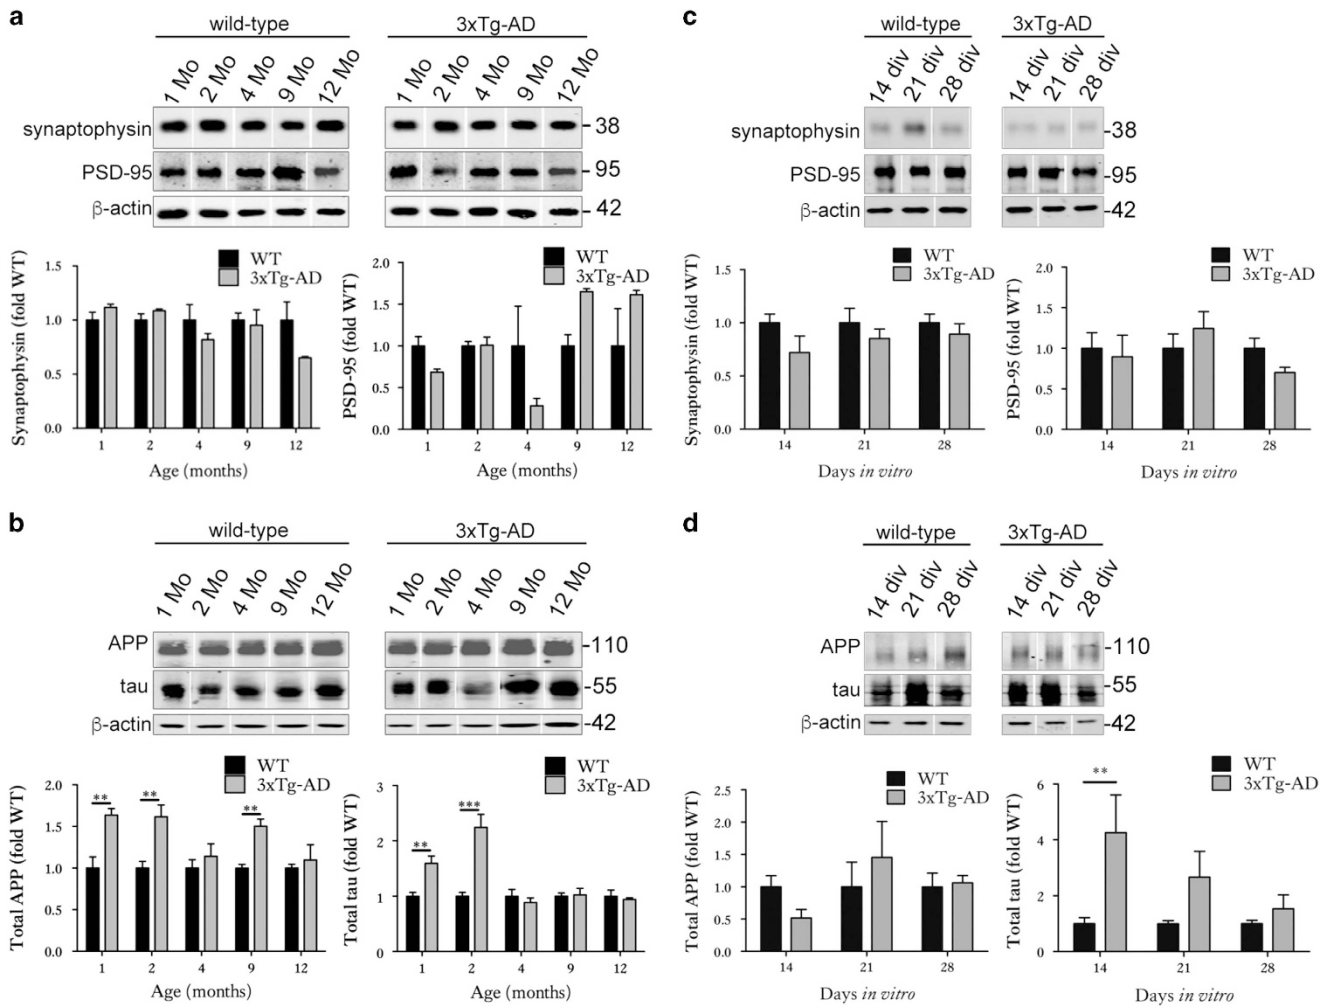 a
wild-type
3xTg-AD
1 Mo 2 Mo 4 Mo 9 Mo 12 Mo
1 Mo 2 Mo 4 Mo 9 Mo 12 Mo
synaptophysin
-38
PSD-95
-95
β-actin
-42
WT
3xTg-AD
Synaptophysin (fold WT)
1.5
1.0
0.5
0.0
1 2 4 9 12
Age (months)
WT
3xTg-AD
PSD-95 (fold WT)
2.0
1.5
1.0
0.5
0.0
1 2 4 9 12
Age (months)
c
wild-type
3xTg-AD
14 div 21 div 28 div
14 div 21 div 28 div
synaptophysin
-38
PSD-95
-95
β-actin
-42
WT
3xTg-AD
Synaptophysin (fold WT)
1.5
1.0
0.5
0.0
14 21 28
Days in vitro
WT
3xTg-AD
PSD-95 (fold WT)
2.0
1.5
1.0
0.5
0.0
14 21 28
Days in vitro
b
wild-type
3xTg-AD
1 Mo 2 Mo 4 Mo 9 Mo 12 Mo
1 Mo 2 Mo 4 Mo 9 Mo 12 Mo
APP
-110
tau
-55
β-actin
-42
WT
3xTg-AD
Total APP (fold WT)
2.0
1.5
1.0
0.5
0.0
** ** **
1 2 4 9 12
Age (months)
WT
3xTg-AD
Total tau (fold WT)
3
2
1
0
** ***
1 2 4 9 12
Age (months)
d
wild-type
3xTg-AD
14 div 21 div 28 div
14 div 21 div 28 div
APP
-110
tau
-55
β-actin
-42
WT
3xTg-AD
Total APP (fold WT)
2.5
2.0
1.5
1.0
0.5
0.0
14 21 28
Days in vitro
WT
3xTg-AD
Total tau (fold WT)
6
4
2
0
**
14 21 28
Days in vitro